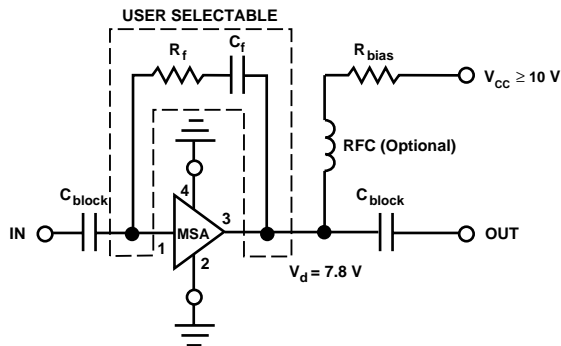 USER SELECTABLE
R_f
C_f
R_bias
V_CC ≥ 10 V
RFC (Optional)
4
C_block
C_block
3
IN
MSA
OUT
1
2
V_d = 7.8 V